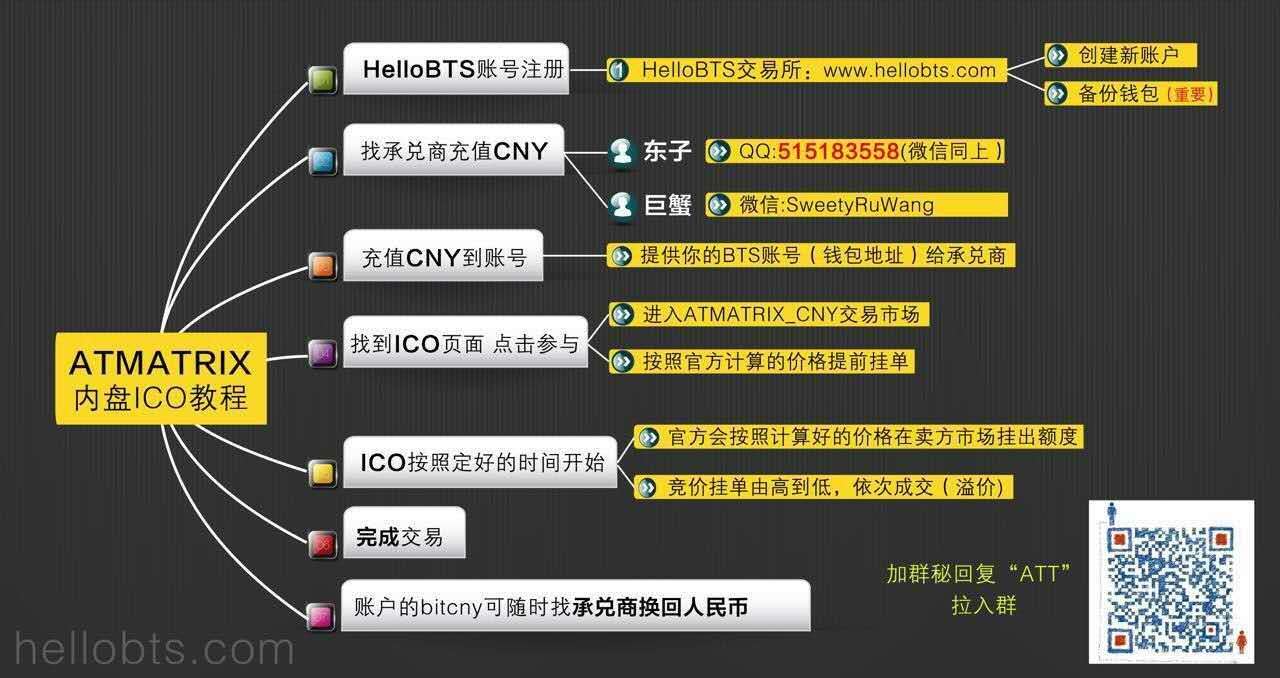 HelloBTS账号注册
HelloBTS交易所：www.hellobts.com
创建新账户
备份钱包（重要）
找承兑商充值CNY
东子
QQ:515183558(微信同上）
巨蟹
微信:SweetyRuWang
充值CNY到账号
提供你的BTS账号（钱包地址）给承兑商
ATMATRIX
内盘ICO教程
找到ICO页面 点击参与
进入ATMATRIX_CNY交易市场
按照官方计算的价格提前挂单
ICO按照定好的时间开始
官方会按照计算好的价格在卖方市场挂出额度
竞价挂单由高到低，依次成交（溢价)
完成交易
账户的bitcny可随时找承兑商换回人民币
加群秘回复“ATT”
拉入群
hellobts.com